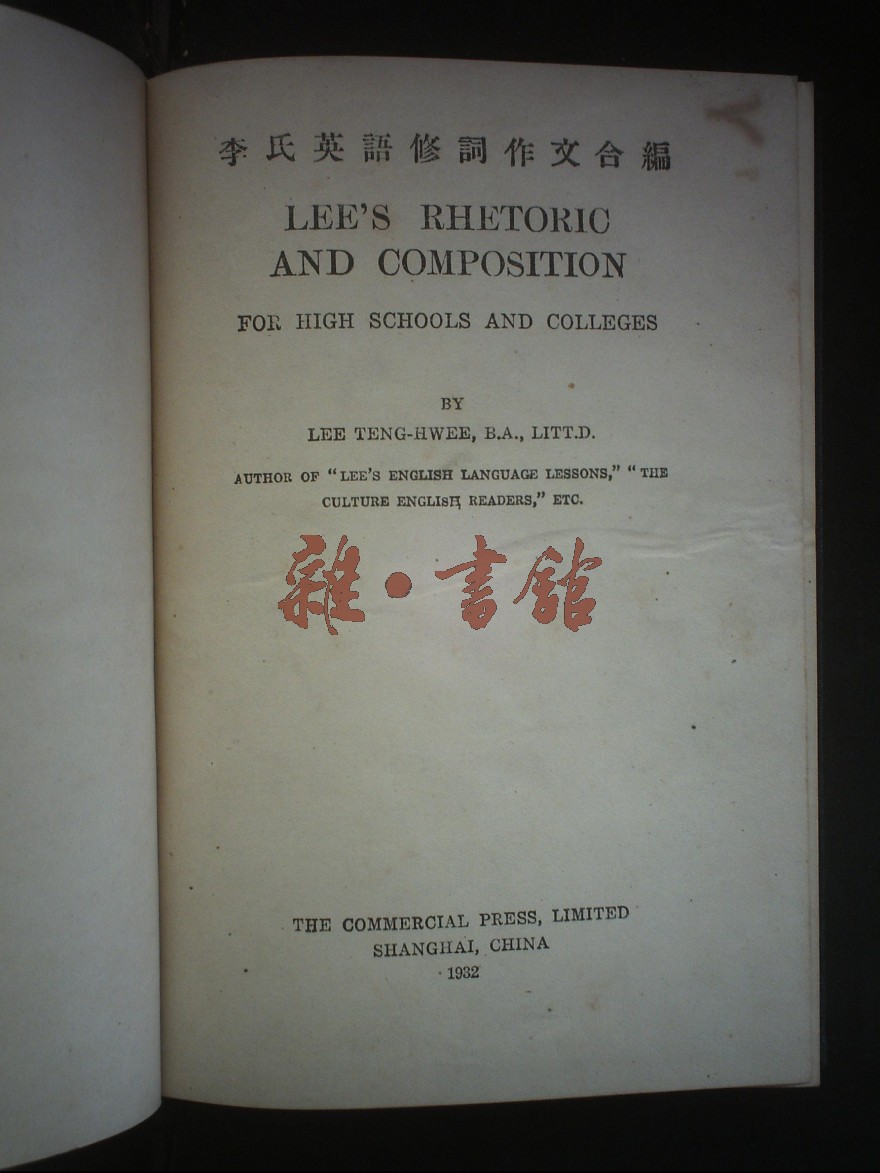 李氏英語修詞作文合編
LEE'S RHETORIC
AND COMPOSITION
FOR HIGH SCHOOLS AND COLLEGES
BY
LEE TENG-HWEE, B.A., LITT.D.
AUTHOR OF “LEE'S ENGLISH LANGUAGE LESSONS,” “THE
CULTURE ENGLISH READERS,” ETC.
雜·書館
THE COMMERCIAL PRESS, LIMITED
SHANGHAI, CHINA
1932